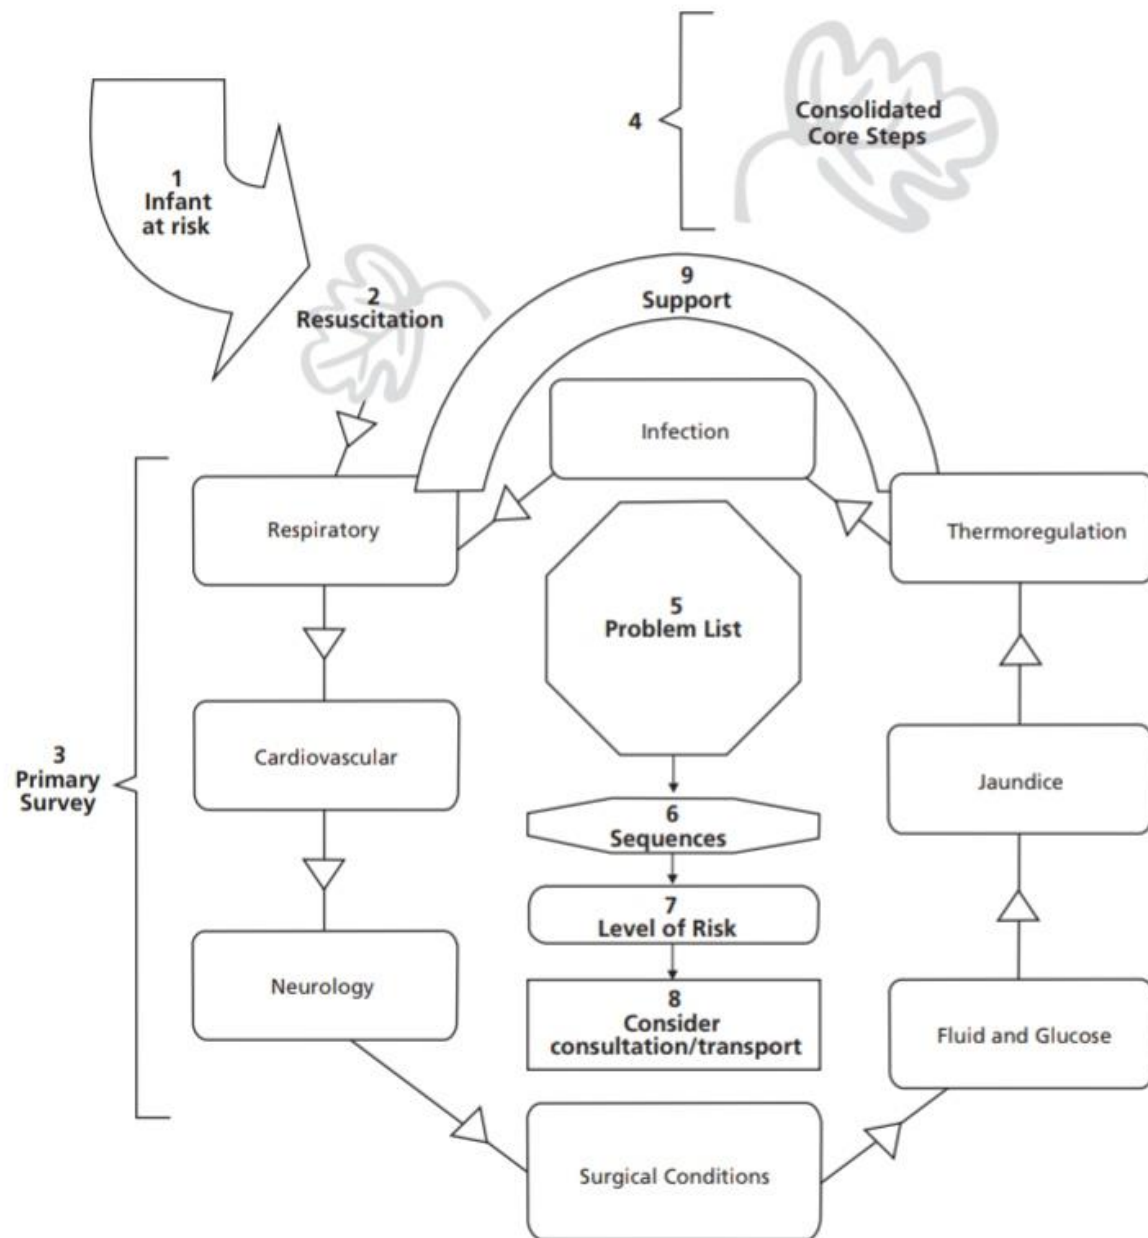 4
Consolidated
Core Steps
1
Infant
at risk
2
Resuscitation
9
Support
Infection
Respiratory
Thermoregulation
5
Problem List
3
Primary
Survey
Cardiovascular
Jaundice
6
Sequences
7
Level of Risk
Neurology
8
Consider
consultation/transport
Fluid and Glucose
Surgical Conditions